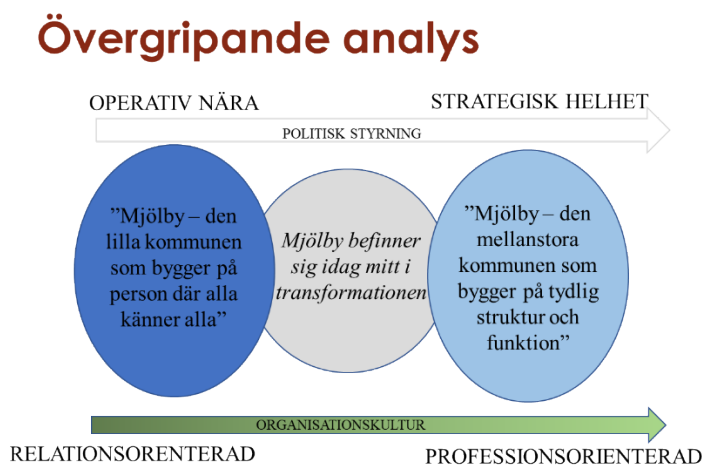 Övergripande analys
OPERATIV NÄRA
STRATEGISK HELHET
POLITISK STYRNING
”Mjölby – den
lilla kommunen
som bygger på
person där alla
känner alla”
Mjölby befinner
sig idag mitt i
transformationen
”Mjölby – den
mellanstora
kommunen som
bygger på tydlig
struktur och
funktion”
ORGANISATIONSKULTUR
RELATIONSORENTERAD
PROFESSIONSORIENTERAD